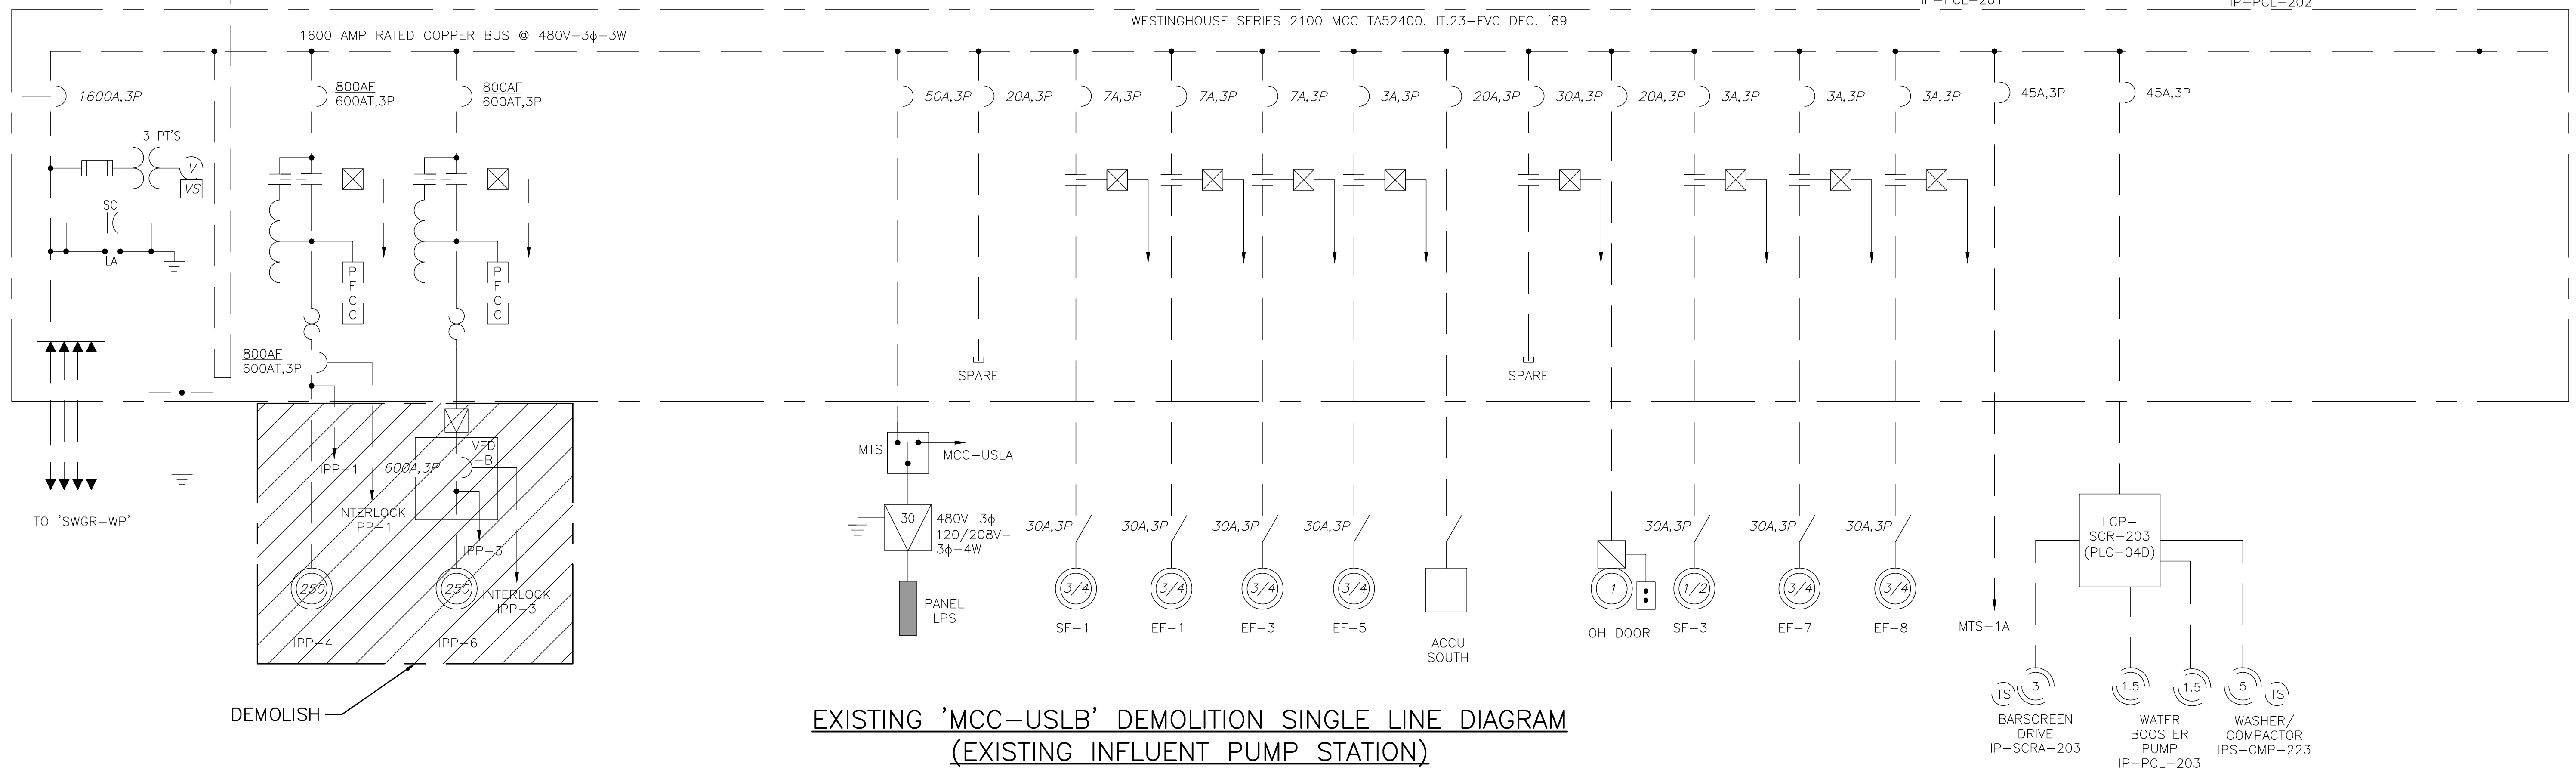 IP-PCL-201
IP-PCL-202
WESTINGHOUSE SERIES 2100 MCC TA52400. IT.23-FVC DEC. '89
1600 AMP RATED COPPER BUS @ 480V-3ϕ-3W
1600A,3P
800AF
600AT,3P
800AF
600AT,3P
50A,3P
20A,3P
7A,3P
7A,3P
7A,3P
3A,3P
20A,3P
30A,3P
20A,3P
3A,3P
3A,3P
3A,3P
45A,3P
45A,3P
3 PT'S
V
VS
SC
LA
P
F
C
C
P
F
C
C
800AF
600AT,3P
SPARE
SPARE
TO 'SWGR-WP'
IPP-1
INTERLOCK
IPP-1
600A,3P
VFD
-B
IPP-3
INTERLOCK
IPP-3
250
250
IPP-4
IPP-6
DEMOLISH
MTS
MCC-USLA
30
480V-3ϕ
120/208V-
3ϕ-4W
PANEL
LPS
30A,3P
30A,3P
30A,3P
30A,3P
30A,3P
30A,3P
30A,3P
3/4
3/4
3/4
3/4
1
1/2
3/4
3/4
SF-1
EF-1
EF-3
EF-5
ACCU
SOUTH
OH DOOR
SF-3
EF-7
EF-8
MTS-1A
LCP-
SCR-203
(PLC-04D)
TS
3
1.5
1.5
5
TS
BARSCREEN
DRIVE
IP-SCRA-203
WATER
BOOSTER
PUMP
IP-PCL-203
WASHER/
COMPACTOR
IPS-CMP-223
EXISTING 'MCC-USLB' DEMOLITION SINGLE LINE DIAGRAM
(EXISTING INFLUENT PUMP STATION)